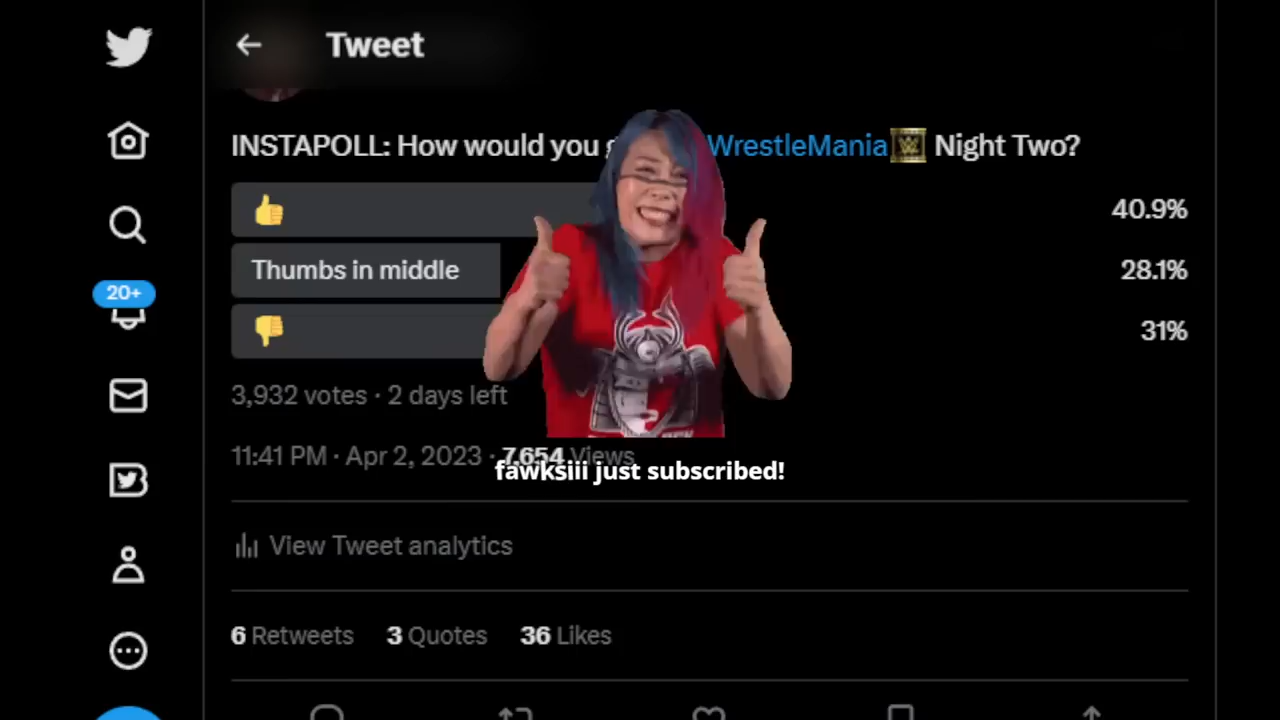 Tweet
INSTAPOLL: How would you WrestleMania Night Two?
40.9%
Thumbs in middle 28.1%
31%
20+
3,932 votes · 2 days left
11:41 PM · Apr 2, 2023 · 7,654 Views
fawksiii just subscribed!
View Tweet analytics
6 Retweets 3 Quotes 36 Likes